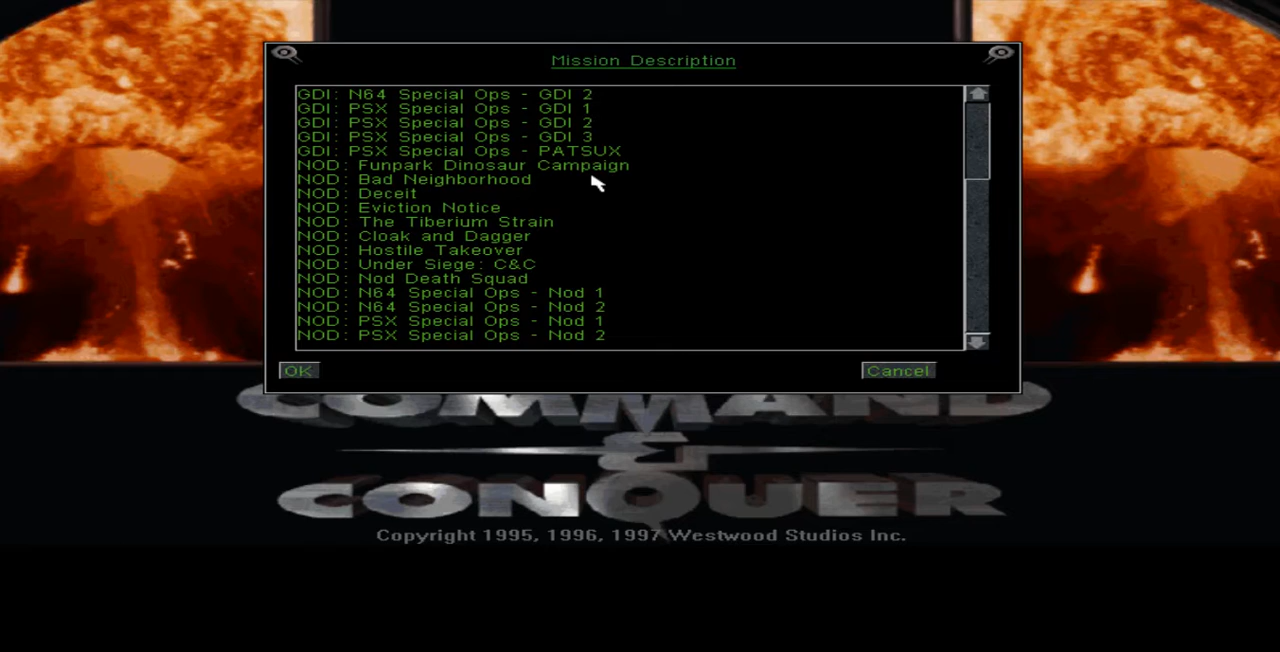 Mission Description
GDI: N64 Special Ops - GDI 2
GDI: PSX Special Ops - GDI 1
GDI: PSX Special Ops - GDI 2
GDI: PSX Special Ops - GDI 3
GDI: PSX Special Ops - PATSUX
NOD: Funpark Dinosaur Campaign
NOD: Bad Neighborhood
NOD: Deceit
NOD: Eviction Notice
NOD: The Tiberium Strain
NOD: Cloak and Dagger
NOD: Hostile Takeover
NOD: Under Siege: C&C
NOD: Nod Death Squad
NOD: N64 Special Ops - Nod 1
NOD: N64 Special Ops - Nod 2
NOD: PSX Special Ops - Nod 1
NOD: PSX Special Ops - Nod 2
OK Cancel
COMMAND
&
CONQUER
Copyright 1995, 1996, 1997 Westwood Studios Inc.